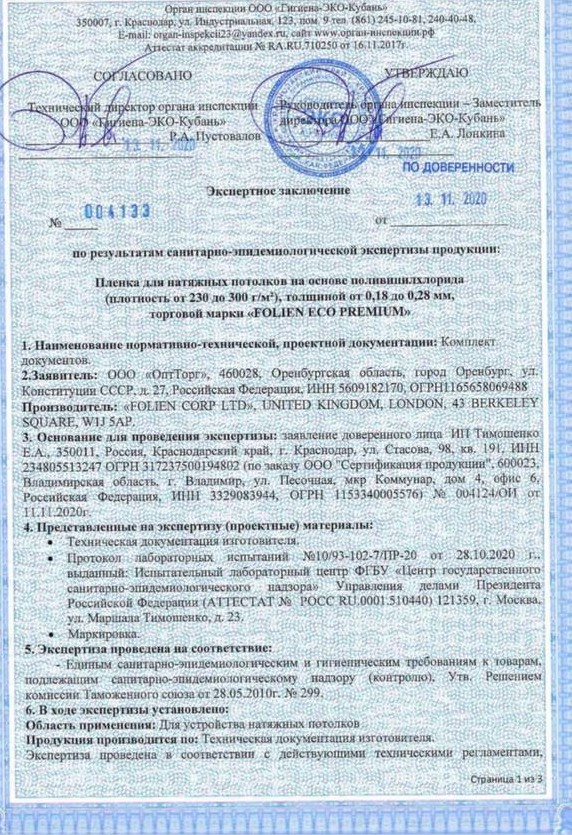 Орган инспекции ООО «Гигиена-ЭКО-Кубань»
350007, г. Краснодар, ул. Индустриальная, 123, пом. 9 тел. (861) 245-10-81, 240-40-48,
E-mail: organ-inspekcii23@yandex.ru, сайт www.орган-инспекции.рф
Аттестат аккредитации № RA.RU.710250 от 16.11.2017г.
СОГЛАСОВАНО УТВЕРЖДАЮ
Технический директор органа инспекции Руководитель органа инспекции – Заместитель
ООО «Гигиена-ЭКО-Кубань» директора ООО «Гигиена-ЭКО-Кубань»
Р.А. Пустовалов Е.А. Лонкина
13. 11. 2020 11. 2020
ПО ДОВЕРЕННОСТИ
Экспертное заключение
№ 004133 от 13. 11. 2020
по результатам санитарно-эпидемиологической экспертизы продукции:
Пленка для натяжных потолков на основе поливинилхлорида
(плотность от 230 до 300 г/м²), толщиной от 0,18 до 0,28 мм,
торговой марки «FOLIEN ECO PREMIUM»
1. Наименование нормативно-технической, проектной документации: Комплект
документов.
2.Заявитель: ООО «ОптТорг», 460028, Оренбургская область, город Оренбург, ул.
Конституции СССР, д. 27, Российская Федерация, ИНН 5609182170, ОГРН1165658069488
Производитель: «FOLIEN CORP LTD», UNITED KINGDOM, LONDON, 43 BERKELEY
SQUARE, W1J 5AP.
3. Основание для проведения экспертизы: заявление доверенного лица ИП Тимошенко
Е.А., 350011, Россия, Краснодарский край, г. Краснодар, ул. Стасова, 98, кв. 191, ИНН
234805513247 ОГРН 317237500194802 (по заказу ООО "Сертификация продукции", 600023,
Владимирская область, г. Владимир, ул. Песочная, мкр Коммунар, дом 4, офис 6,
Российская Федерация, ИНН 3329083944, ОГРН 1153340005576) № 004124/ОИ от
11.11.2020г.
4. Представленные на экспертизу (проектные) материалы:
• Техническая документация изготовителя.
• Протокол лабораторных испытаний №10/93-102-7/ПР-20 от 28.10.2020 г.,
выданный: Испытательный лабораторный центр ФГБУ «Центр государственного
санитарно-эпидемиологического надзора» Управления делами Президента
Российской Федерации (АТТЕСТАТ № РОСС RU.0001.510440) 121359, г. Москва,
ул. Маршала Тимошенко, д. 23.
• Маркировка.
5. Экспертиза проведена на соответствие:
- Единым санитарно-эпидемиологическим и гигиеническим требованиям к товарам,
подлежащим санитарно-эпидемиологическому надзору (контролю). Утв. Решением
комиссии Таможенного союза от 28.05.2010г. № 299.
6. В ходе экспертизы установлено:
Область применения: Для устройства натяжных потолков
Продукция производится по: Техническая документация изготовителя.
Экспертиза проведена в соответствии с действующими техническими регламентами,
Страница 1 из 3